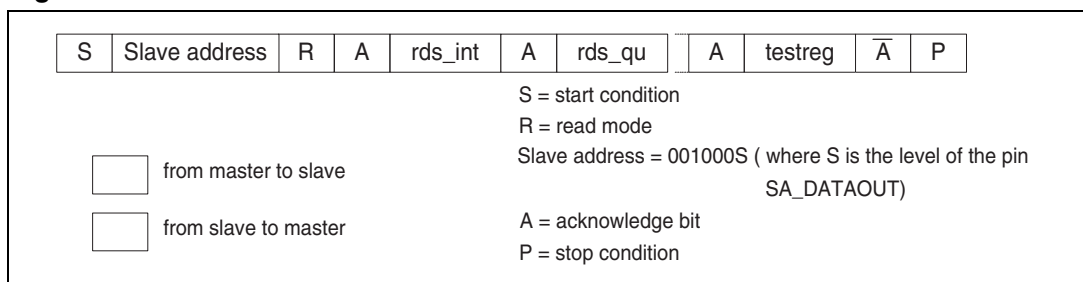 S Slave address R A rds_int A rds_qu A testreg A̅ P
S = start condition
R = read mode
Slave address = 001000S ( where S is the level of the pin
SA_DATAOUT)
from master to slave
from slave to master
A = acknowledge bit
P = stop condition